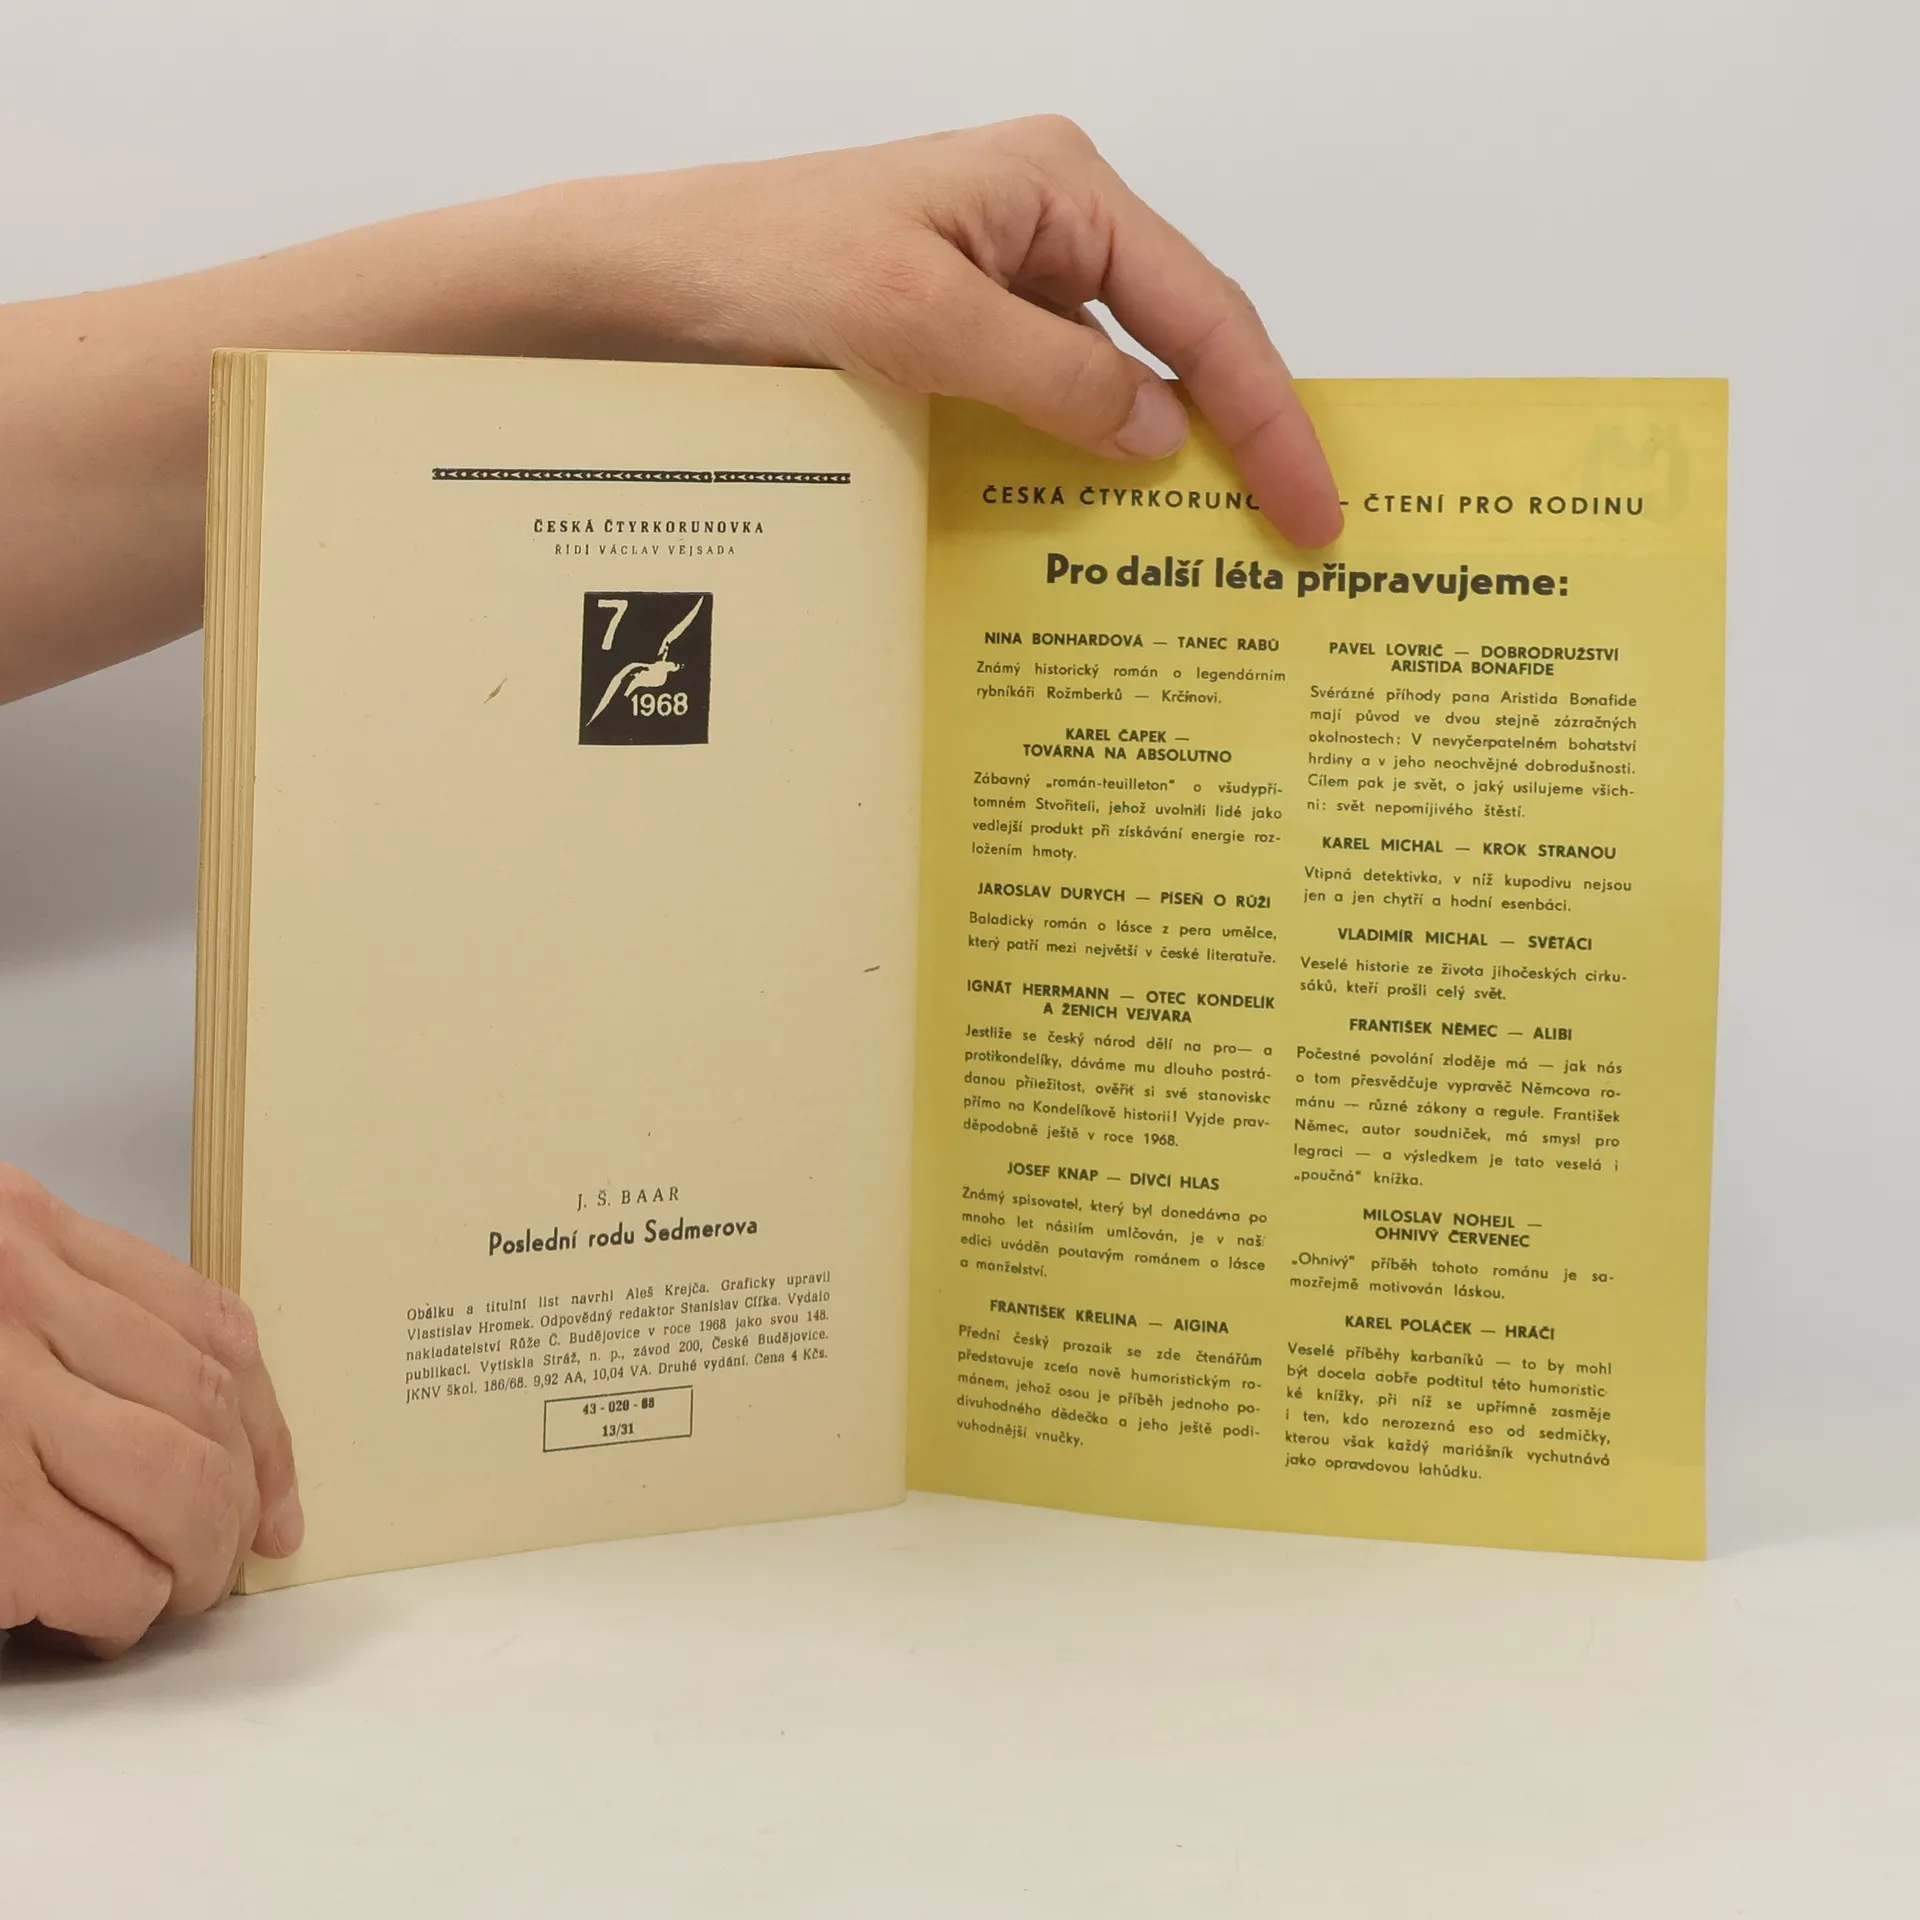 ČESKÁ ČTYRKORUNOVKA
ŘÍDÍ VÁCLAV VEJSADA
7
1968
J. Š. BAAR
Poslední rodu Sedmerova
Obálku a titulní list navrhl Aleš Krejča. Graficky upravil
Vlastislav Hromek. Odpovědný redaktor Stanislav Cífka. Vydalo
nakladatelství Růže Č. Budějovice v roce 1968 jako svou 148.
publikaci. Vytiskla Stráž, n. p., závod 200, České Budějovice.
JKNV škol. 186/68. 9,92 AA, 10,04 VA. Druhé vydání. Cena 4 Kčs.
43 - 020 - 68
13/31
ČESKÁ — ČTENÍ PRO RODINU
Pro další léta připravujeme:
NINA BONHARDOVÁ — TANEC RABŮ
Známý historický román o legendárním
rybníkáři Rožmberků — Krčínovi.
KAREL ČAPEK —
TOVÁRNA NA ABSOLUTNO
Zábavný „román-feuilleton" o všudypří-
tomném Stvořiteli, jehož uvolnili lidé jako
vedlejší produkt při získávání energie roz-
ložením hmoty.
JAROSLAV DURYCH — PÍSEŇ O RŮŽI
Baladický román o lásce z pera umělce,
který patří mezi největší v české literatuře.
IGNÁT HERRMANN — OTEC KONDELÍK
A ŽENICH VEJVARA
Jestliže se český národ dělí na pro— a
protikondelíky, dáváme mu dlouho postrá-
danou příležitost, ověřit si své stanovisko
přímo na Kondelíkově historii! Vyjde prav-
děpodobně ještě v roce 1968.
JOSEF KNAP — DÍVČÍ HLAS
Známý spisovatel, který byl donedávna po
mnoho let násilím umlčován, je v naší
edici uváděn poutavým románem o lásce
a manželství.
FRANTIŠEK KŘELINA — AIGINA
Přední český prozaik se zde čtenářům
představuje zcela nově humoristickým ro-
mánem, jehož osou je příběh jednoho po-
divuhodného dědečka a jeho ještě podi-
vuhodnější vnučky.
PAVEL LOVRIČ — DOBRODRUŽSTVÍ
ARISTIDA BONAFIDE
Svérázné příhody pana Aristida Bonafide
mají původ ve dvou stejně zázračných
okolnostech: V nevyčerpatelném bohatství
hrdiny a v jeho neochvějné dobrodušnosti.
Cílem pak je svět, o jaký usilujeme všich-
ni: svět nepomíjivého štěstí.
KAREL MICHAL — KROK STRANOU
Vtipná detektivka, v níž kupodivu nejsou
jen a jen chytří a hodní esenbáci.
VLADIMÍR MICHAL — SVĚTÁCI
Veselé historie ze života jihočeských cirku-
sáků, kteří prošli celý svět.
FRANTIŠEK NĚMEC — ALIBI
Počestné povolání zloděje má — jak nás
o tom přesvědčuje vypravěč Němcova ro-
mánu — různé zákony a regule. František
Němec, autor soudniček, má smysl pro
legraci — a výsledkem je tato veselá i
„poučná" knížka.
MILOSLAV NOHEJL —
OHNIVÝ ČERVENEC
„Ohnivý" příběh tohoto románu je sa-
mozřejmě motivován láskou.
KAREL POLÁČEK — HRÁČI
Veselé příběhy karbaníků — to by mohl
být docela dobře podtitul této humoristic-
ké knížky, při níž se upřímně zasměje
i ten, kdo nerozezná eso od sedmičky,
kterou však každý mariášník vychutnává
jako opravdovou lahůdku.